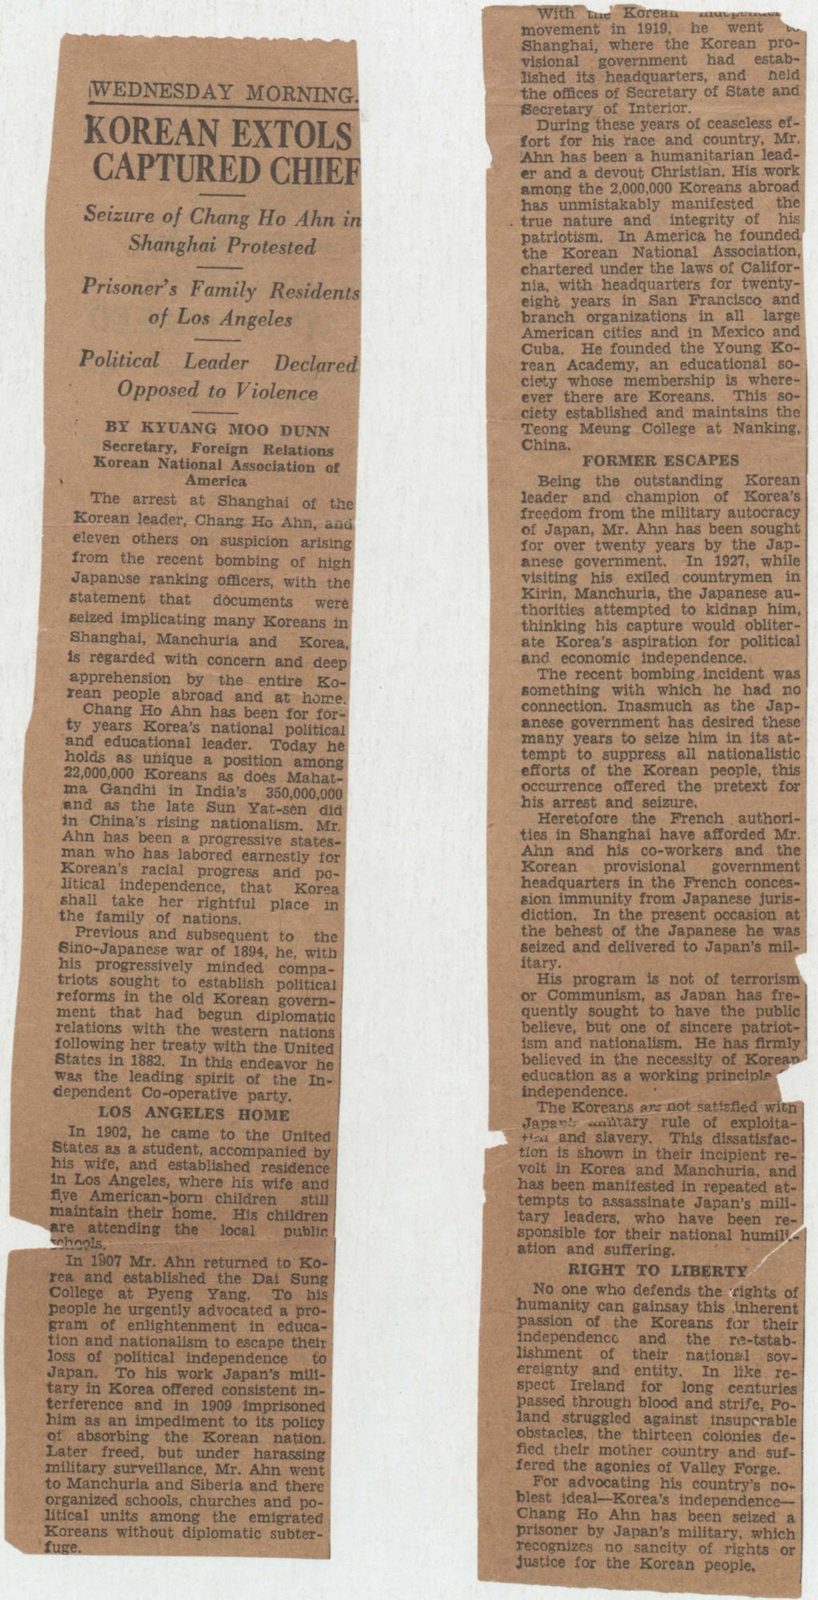 WEDNESDAY MORNING.
KOREAN EXTOLS
CAPTURED CHIEF
Seizure of Chang Ho Ahn in
Shanghai Protested
Prisoner's Family Residents
of Los Angeles
Political Leader Declared
Opposed to Violence
BY KYUANG MOO DUNN
Secretary, Foreign Relations
Korean National Association of
America
The arrest at Shanghai of the
Korean leader, Chang Ho Ahn, and
eleven others on suspicion arising
from the recent bombing of high
Japanese ranking officers, with the
statement that documents were
seized implicating many Koreans in
Shanghai, Manchuria and Korea,
is regarded with concern and deep
apprehension by the entire Ko-
rean people abroad and at home.
Chang Ho Ahn has been for for-
ty years Korea's national political
and educational leader. Today he
holds as unique a position among
22,000,000 Koreans as does Mahat-
ma Gandhi in India's 350,000,000
and as the late Sun Yat-sen did
in China's rising nationalism. Mr.
Ahn has been a progressive states-
man who has labored earnestly for
Korean's racial progress and po-
litical independence, that Korea
shall take her rightful place in
the family of nations.
Previous and subsequent to the
Sino-Japanese war of 1894, he, with
his progressively minded compa-
triots sought to establish political
reforms in the old Korean govern-
ment that had begun diplomatic
relations with the western nations
following her treaty with the United
States in 1882. In this endeavor he
was the leading spirit of the In-
dependent Co-operative party.
LOS ANGELES HOME
In 1902, he came to the United
States as a student, accompanied by
his wife, and established residence
in Los Angeles, where his wife and
five American-born children still
maintain their home. His children
are attending the local public
schools.
In 1907 Mr. Ahn returned to Ko-
rea and established the Dai Sung
College at Pyeng Yang. To his
people he urgently advocated a pro-
gram of enlightenment in educa-
tion and nationalism to escape their
loss of political independence to
Japan. To his work Japan's mili-
tary in Korea offered consistent in-
terference and in 1909 imprisoned
him as an impediment to its policy
of absorbing the Korean nation.
Later freed, but under harassing
military surveillance, Mr. Ahn went
to Manchuria and Siberia and there
organized schools, churches and po-
litical units among the emigrated
Koreans without diplomatic subter-
fuge.
With the Korean
movement in 1919, he went to
Shanghai, where the Korean pro-
visional government had estab-
lished its headquarters, and held
the offices of Secretary of State and
Secretary of Interior.
During these years of ceaseless ef-
fort for his race and country, Mr.
Ahn has been a humanitarian lead-
er and a devout Christian. His work
among the 2,000,000 Koreans abroad
has unmistakably manifested the
true nature and integrity of his
patriotism. In America he founded
the Korean National Association,
chartered under the laws of Califor-
nia, with headquarters for twenty-
eight years in San Francisco and
branch organizations in all large
American cities and in Mexico and
Cuba. He founded the Young Ko-
rean Academy, an educational so-
ciety whose membership is where-
ever there are Koreans. This so-
ciety established and maintains the
Teong Meung College at Nanking,
China.
FORMER ESCAPES
Being the outstanding Korean
leader and champion of Korea's
freedom from the military autocracy
of Japan, Mr. Ahn has been sought
for over twenty years by the Jap-
anese government. In 1927, while
visiting his exiled countrymen in
Kirin, Manchuria, the Japanese au-
thorities attempted to kidnap him,
thinking his capture would obliter-
ate Korea's aspiration for political
and economic independence.
The recent bombing incident was
something with which he had no
connection. Inasmuch as the Jap-
anese government has desired these
many years to seize him in its at-
tempt to suppress all nationalistic
efforts of the Korean people, this
occurrence offered the pretext for
his arrest and seizure.
Heretofore the French authori-
ties in Shanghai have afforded Mr.
Ahn and his co-workers and the
Korean provisional government
headquarters in the French conces-
sion immunity from Japanese juris-
diction. In the present occasion at
the behest of the Japanese he was
seized and delivered to Japan's mil-
itary.
His program is not of terrorism
or Communism, as Japan has fre-
quently sought to have the public
believe, but one of sincere patriot-
ism and nationalism. He has firmly
believed in the necessity of Korean
education as a working principle
independence.
The Koreans are not satisfied with
Japan's military rule of exploita-
tion and slavery. This dissatisfac-
tion is shown in their incipient re-
volt in Korea and Manchuria, and
has been manifested in repeated at-
tempts to assassinate Japan's mili-
tary leaders, who have been re-
sponsible for their national humili-
ation and suffering.
RIGHT TO LIBERTY
No one who defends the rights of
humanity can gainsay this inherent
passion of the Koreans for their
independence and the re-tstab-
lishment of their national sov-
ereignty and entity. In like re-
spect Ireland for long centuries
passed through blood and strife, Po-
land struggled against insuperable
obstacles, the thirteen colonies de-
fied their mother country and suf-
fered the agonies of Valley Forge.
For advocating his country's no-
blest ideal—Korea's independence—
Chang Ho Ahn has been seized a
prisoner by Japan's military, which
recognizes no sancity of rights or
justice for the Korean people.